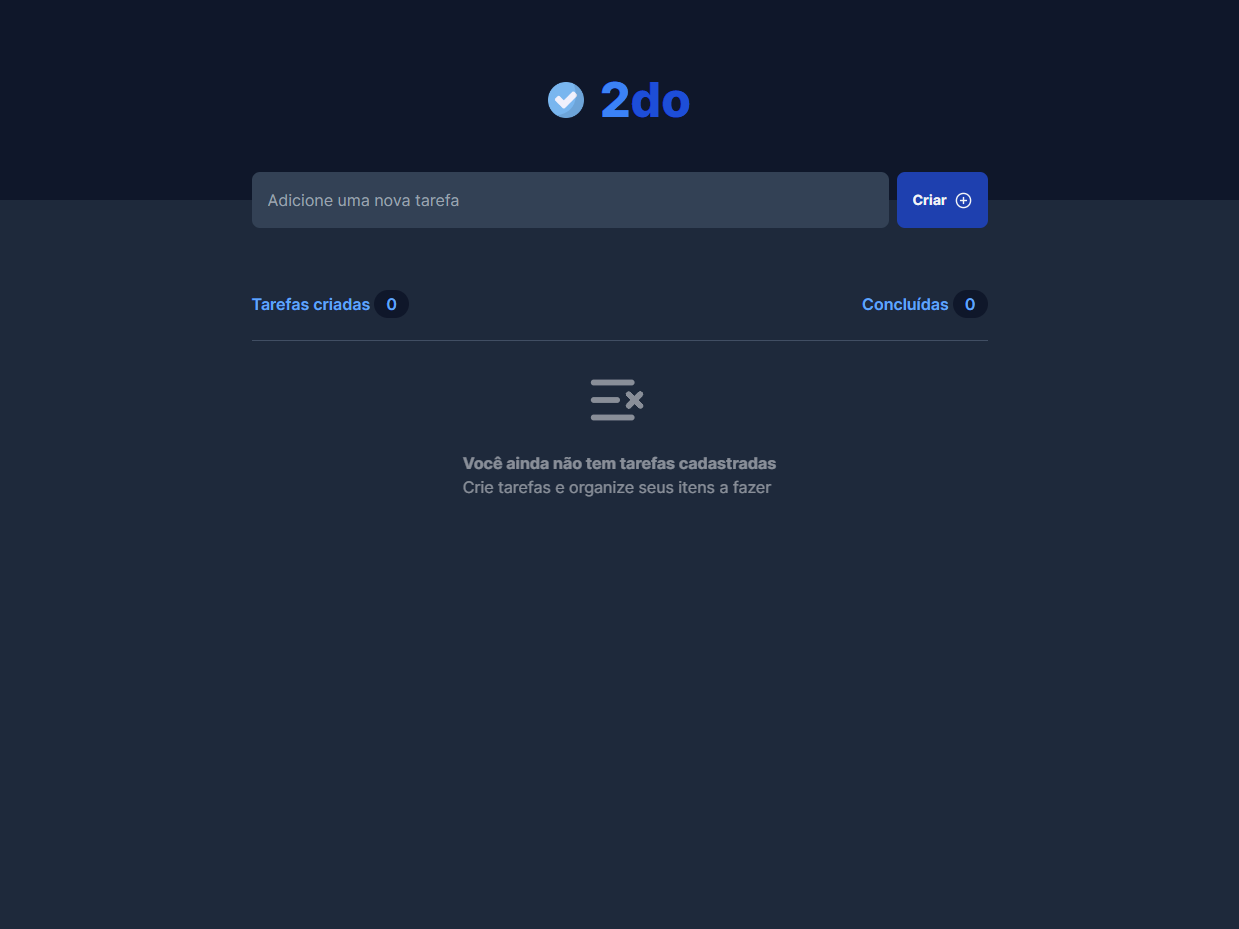 2do
Adicione uma nova tarefa
Criar
Tarefas criadas 0
Concluídas 0
Você ainda não tem tarefas cadastradas
Crie tarefas e organize seus itens a fazer